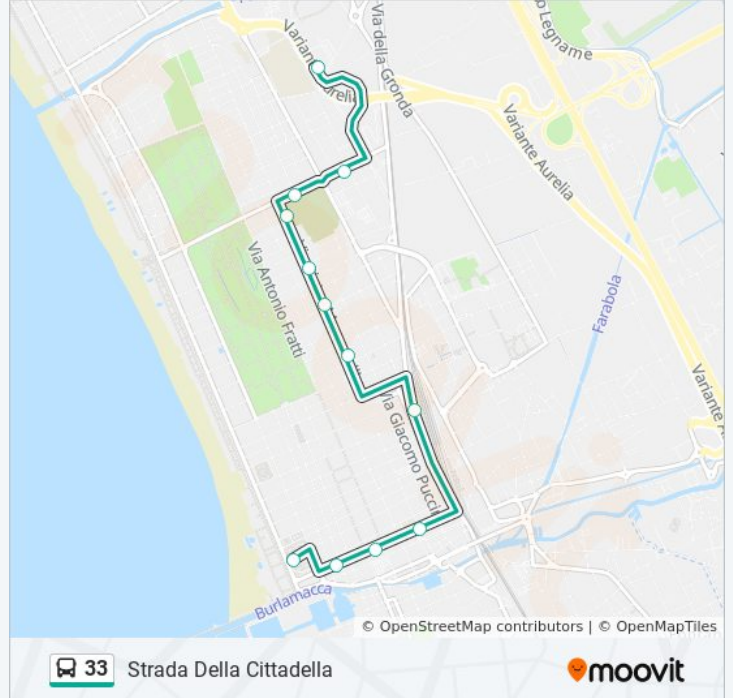 Legname
Via della Gronda
Variante Aurelia
Variante Aurelia
Farabola
Via Antonio Fratti
Variante
Via Giacomo Puccini
Burlamacca
© OpenStreetMap contributors | © OpenMapTiles
33 Strada Della Cittadella
moovit